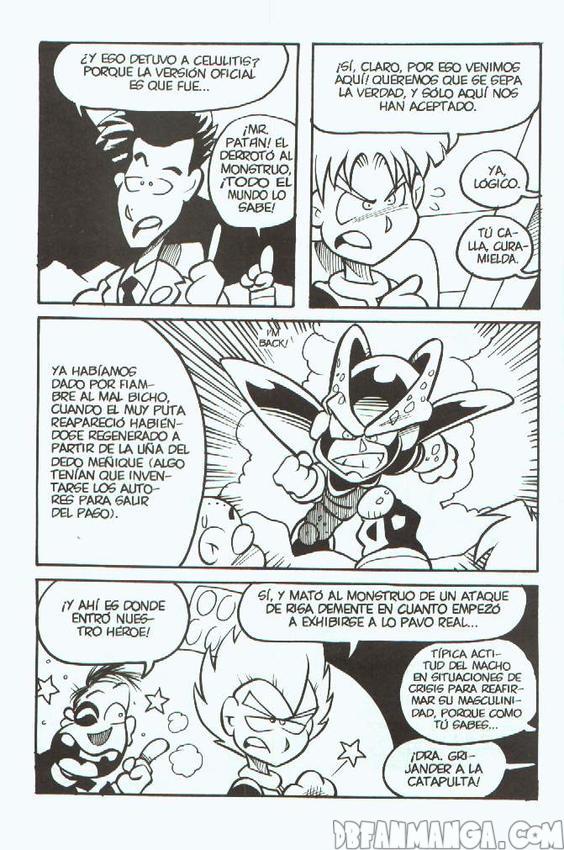 ¿Y ESO DETUVO A CELULITIS?
PORQUE LA VERSIÓN OFICIAL
ES QUE FUE...
¡MR.
PATÁN! ÉL
DERROTÓ AL
MONSTRUO,
¡TODO EL
MUNDO LO
SABE!
¡SÍ, CLARO, POR ESO VENIMOS
AQUÍ! QUEREMOS QUE SE SEPA
LA VERDAD, Y SÓLO AQUÍ NOS
HAN ACEPTADO.
YA,
LÓGICO.
TÚ CA-
LLA, CURA-
MIELDA.
I'M
BACK!
YA HABÍAMOS
DADO POR FIAM-
BRE AL MAL BICHO,
CUANDO EL MUY PUTA
REAPARECIÓ HABIÉN-
DOSE REGENERADO A
PARTIR DE LA UÑA DEL
DEDO MEÑIQUE (ALGO
TENÍAN QUE INVEN-
TARSE LOS AUTO-
RES PARA SALIR
DEL PASO).
¡Y AHÍ ES DONDE
ENTRÓ NUES-
TRO HÉROE!
SÍ, Y MATÓ AL MONSTRUO DE UN ATAQUE
DE RISA DEMENTE EN CUANTO EMPEZÓ
A EXHIBIRSE A LO PAVO REAL...
TÍPICA ACTI-
TUD DEL MACHO
EN SITUACIONES DE
CRISIS PARA REAFIR-
MAR SU MASCULINI-
DAD, PORQUE COMO
TÚ SABES...
¡DRA. GRI-
JANDER A LA
CATAPULTA!
DBFANMANGA.COM